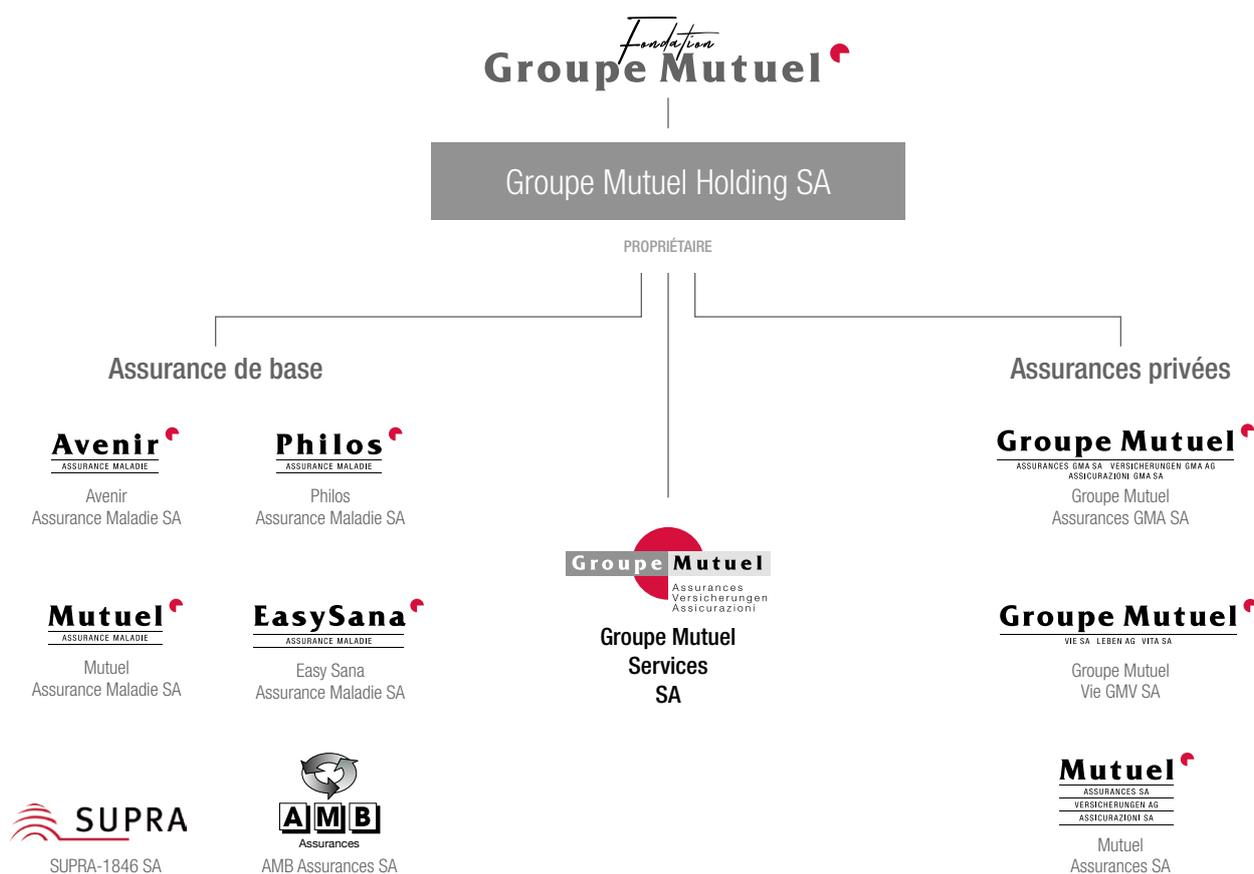 Fondation
Groupe Mutuel
Groupe Mutuel Holding SA
PROPRIÉTAIRE
Assurance de base
Avenir
ASSURANCE MALADIE
Avenir
Assurance Maladie SA
Philos
ASSURANCE MALADIE
Philos
Assurance Maladie SA
Mutuel
ASSURANCE MALADIE
Mutuel
Assurance Maladie SA
EasySana
ASSURANCE MALADIE
Easy Sana
Assurance Maladie SA
SUPRA
SUPRA-1846 SA
AMB
Assurances
AMB Assurances SA
Groupe Mutuel
Assurances
Versicherungen
Assicurazioni
Groupe Mutuel
Services
SA
Assurances privées
Groupe Mutuel
ASSURANCES GMA SA VERSICHERUNGEN GMA AG
ASSICURAZIONI GMA SA
Groupe Mutuel
Assurances GMA SA
Groupe Mutuel
VIE SA LEBEN AG VITA SA
Groupe Mutuel
Vie GMV SA
Mutuel
ASSURANCES SA
VERSICHERUNGEN AG
ASSICURAZIONI SA
Mutuel
Assurances SA